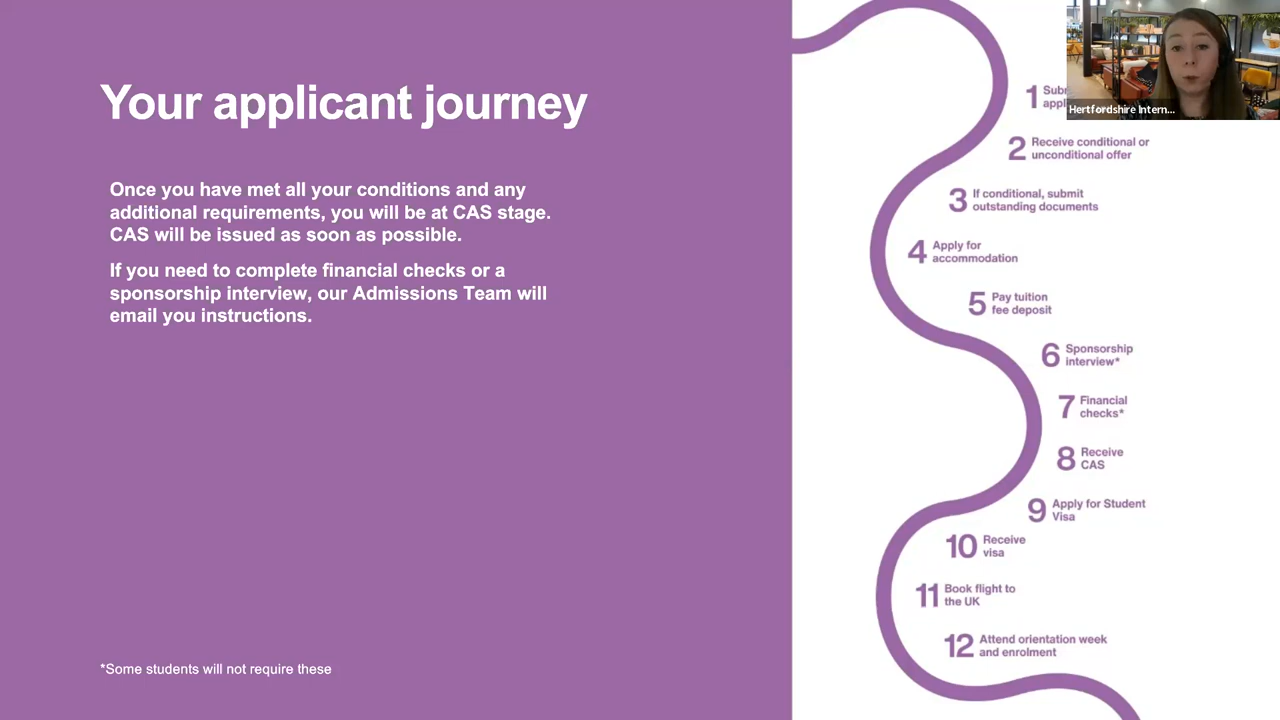 Your applicant journey
Once you have met all your conditions and any
additional requirements, you will be at CAS stage.
CAS will be issued as soon as possible.
If you need to complete financial checks or a
sponsorship interview, our Admissions Team will
email you instructions.
*Some students will not require these
Hertfordshire Intern...
1
2 Receive conditional or
unconditional offer
3 If conditional, submit
outstanding documents
4 Apply for
accommodation
5 Pay tuition
fee deposit
6 Sponsorship
interview*
7 Financial
checks*
8 Receive
CAS
9 Apply for Student
Visa
10 Receive
visa
11 Book flight to
the UK
12 Attend orientation week
and enrolment